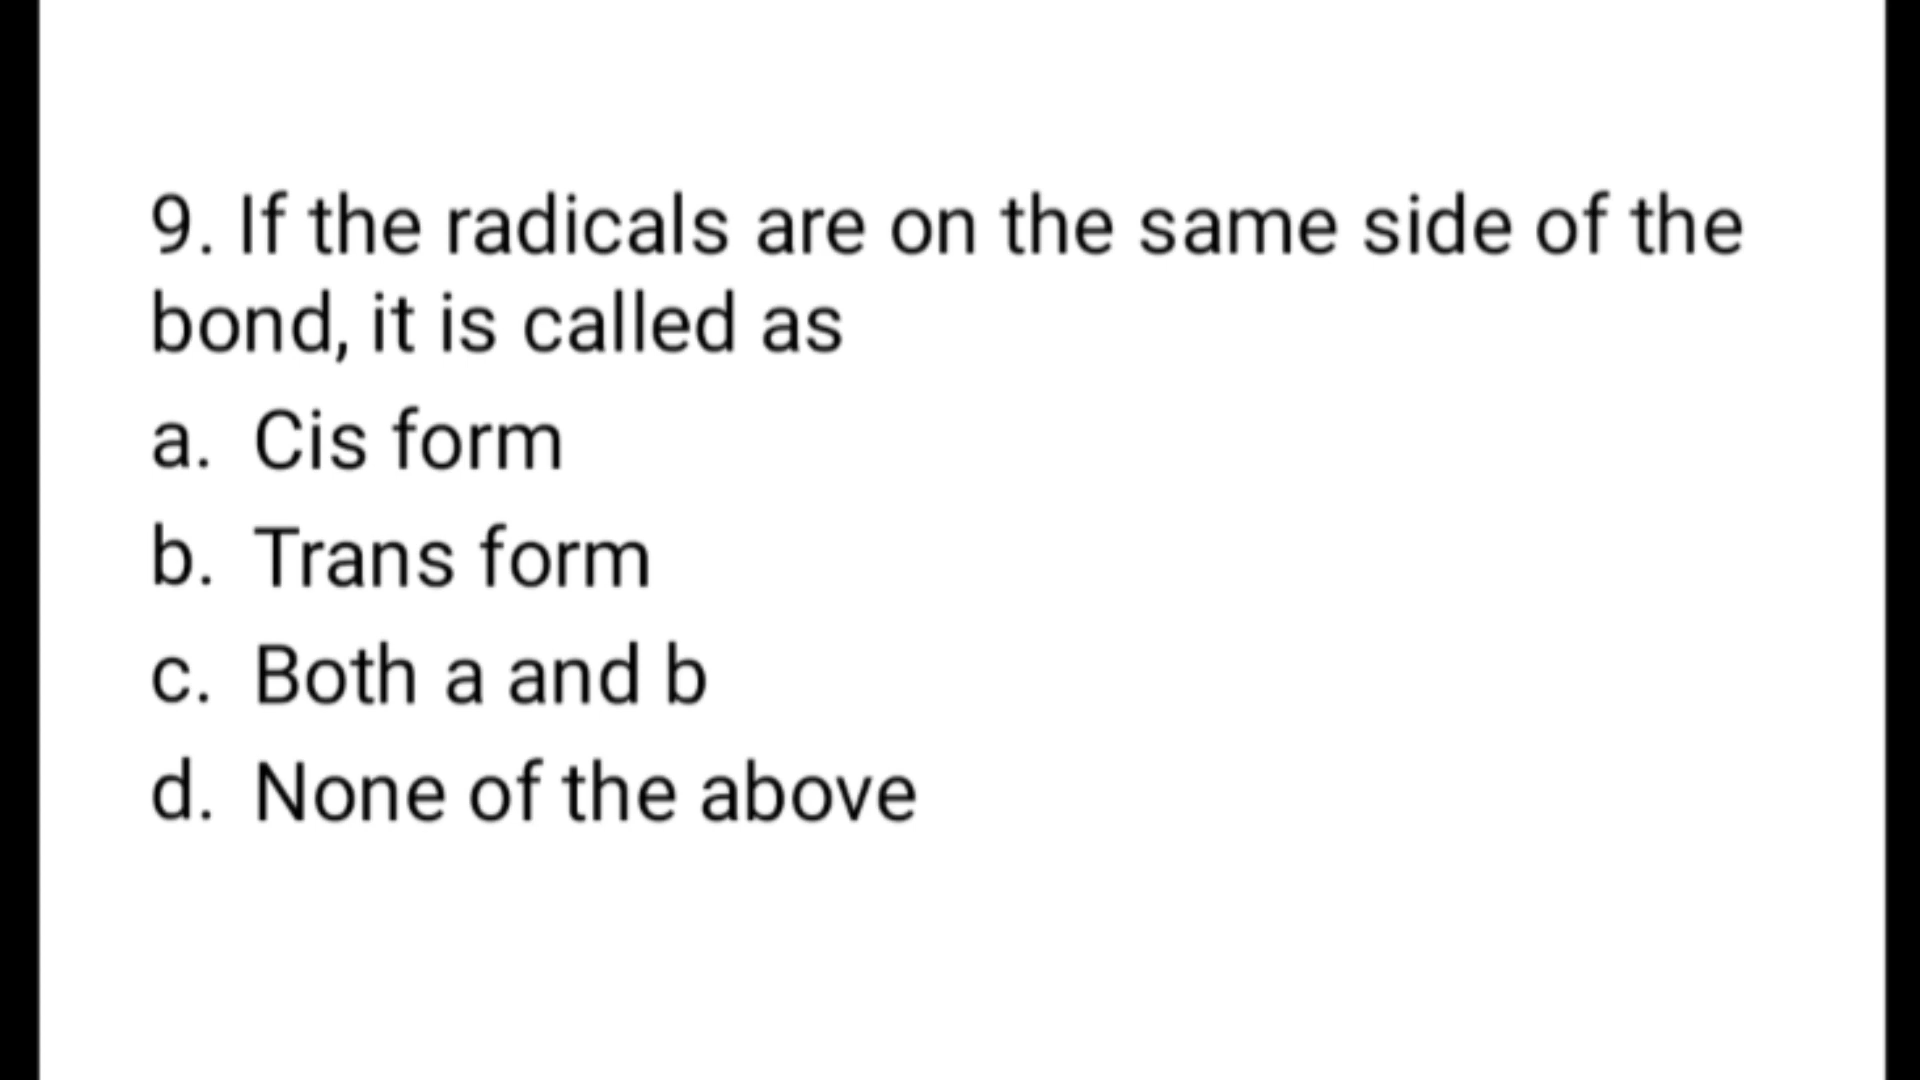 9. If the radicals are on the same side of the
bond, it is called as
a. Cis form
b. Trans form
c. Both a and b
d. None of the above